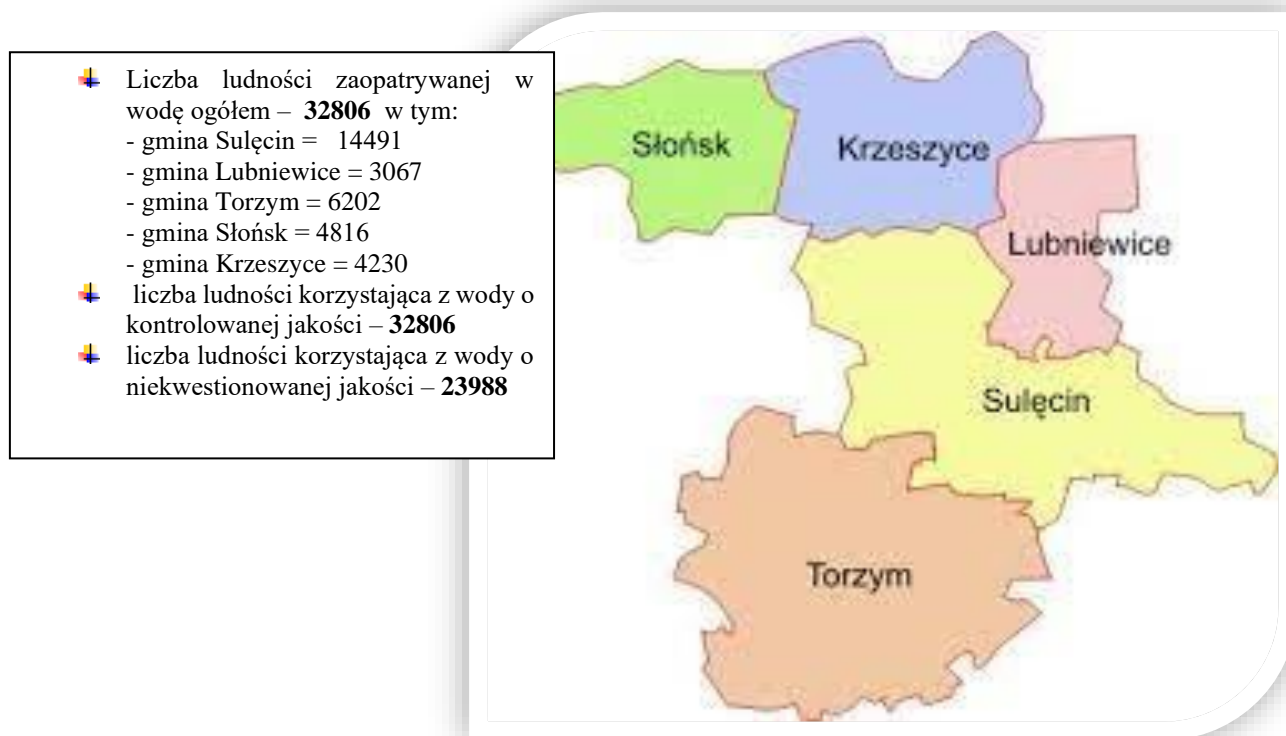 Liczba ludności zaopatrywanej w
wodę ogółem – 32806 w tym:
- gmina Sulęcin = 14491
- gmina Lubniewice = 3067
- gmina Torzym = 6202
- gmina Słońsk = 4816
- gmina Krzeszyce = 4230
liczba ludności korzystająca z wody o
kontrolowanej jakości – 32806
liczba ludności korzystająca z wody o
niekwestionowanej jakości – 23988
Słońsk
Krzeszyce
Lubniewice
Sulęcin
Torzym